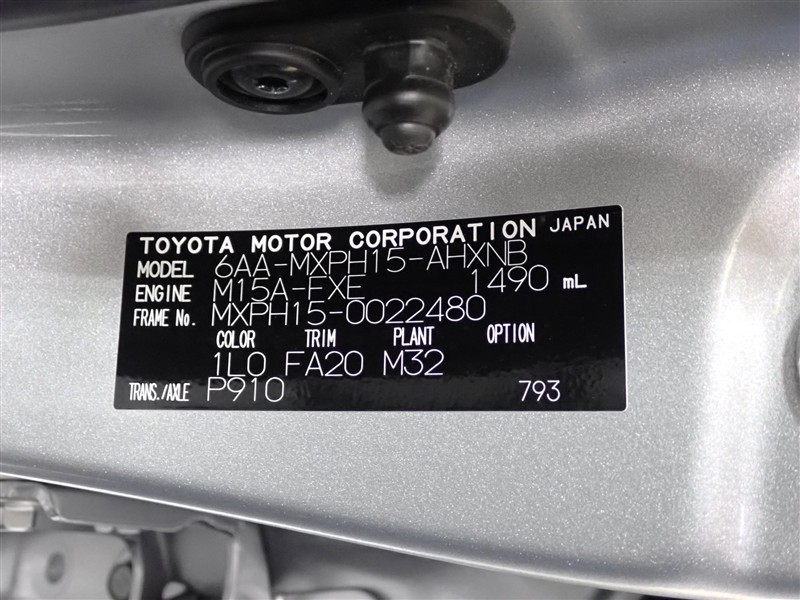 TOYOTA MOTOR CORPORATION JAPAN
MODEL 6AA-MXPH15-AHXNB
ENGINE M15A-FXE 1490 mL
FRAME No. MXPH15-0022480
COLOR TRIM PLANT OPTION
1L0 FA20 M32
TRANS./AXLE P910 793